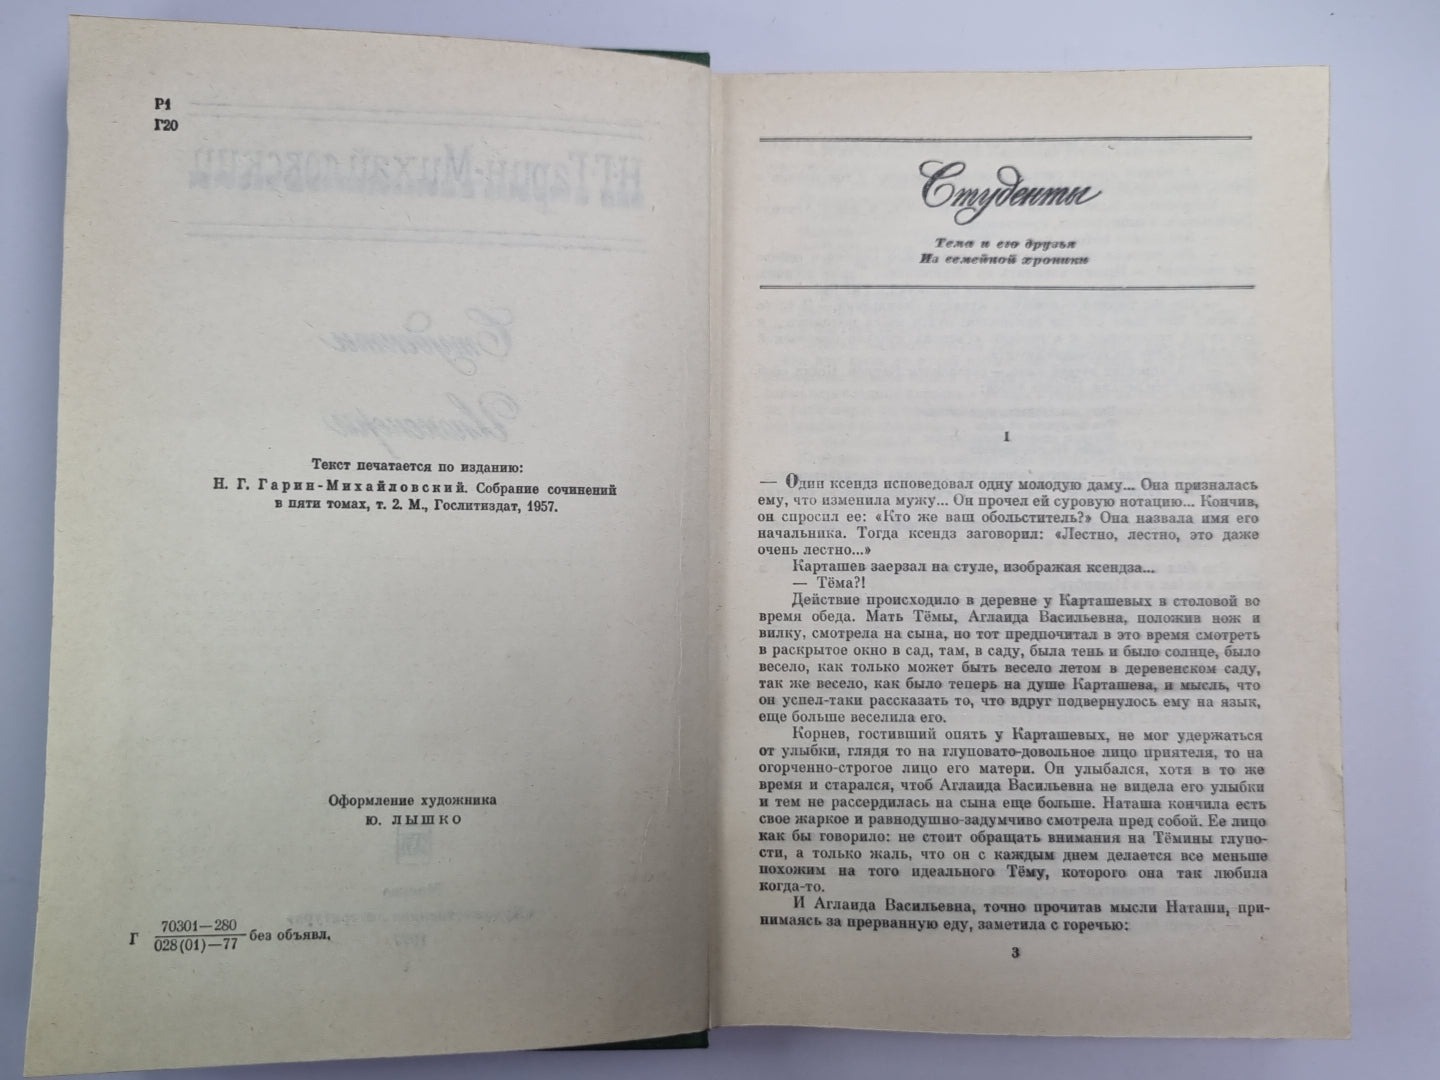 Р1
Г20
Текст печатается по изданию:
Н. Г. Гарин-Михайловский. Собрание сочинений
в пяти томах, т. 2. М., Гослитиздат, 1957.
Оформление художника
Ю. ЛЫШКО
Г 70301—280
028(01)—77 без объявл.
Студенты
Тема и его друзья
Из семейной хроники
1
— Один ксендз исповедовал одну молодую даму... Она призналась
ему, что изменила мужу... Он прочел ей суровую нотацию... Кончив,
он спросил ее: «Кто же ваш обольститель?» Она назвала имя его
начальника. Тогда ксендз заговорил: «Лестно, лестно, это даже
очень лестно...»
Карташев заерзал на стуле, изображая ксендза...
— Тёма?!
Действие происходило в деревне у Карташевых в столовой во
время обеда. Мать Тёмы, Аглаида Васильевна, положив нож и
вилку, смотрела на сына, но тот предпочитал в это время смотреть
в раскрытое окно в сад, там, в саду, была тень и было солнце, было
весело, как только может быть весело летом в деревенском саду,
так же весело, как было теперь на душе Карташева, и мысль, что
он успел-таки рассказать то, что вдруг подвернулось ему на язык,
еще больше веселила его.
Корнев, гостивший опять у Карташевых, не мог удержаться
от улыбки, глядя то на глуповато-довольное лицо приятеля, то на
огорченно-строгое лицо его матери. Он улыбался, хотя в то же
время и старался, чтоб Аглаида Васильевна не видела его улыбки
и тем не рассердилась на сына еще больше. Наташа кончила есть
свое жаркое и равнодушно-задумчиво смотрела пред собой. Ее лицо
как бы говорило: не стоит обращать внимания на Тёмины глупо-
сти, а только жаль, что он с каждым днем делается все меньше
похожим на того идеального Тёму, которого она так любила
когда-то.
И Аглаида Васильевна, точно прочитав мысли Наташи, при-
нимаясь за прерванную еду, заметила с горечью:
3